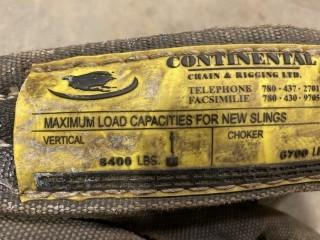 CONTINENTAL
CHAIN & RIGGING LTD.
TELEPHONE 780-437-2701
FACSIMILIE 780-430-9705
MAXIMUM LOAD CAPACITIES FOR NEW SLINGS
VERTICAL CHOKER
8400 LBS. 6700